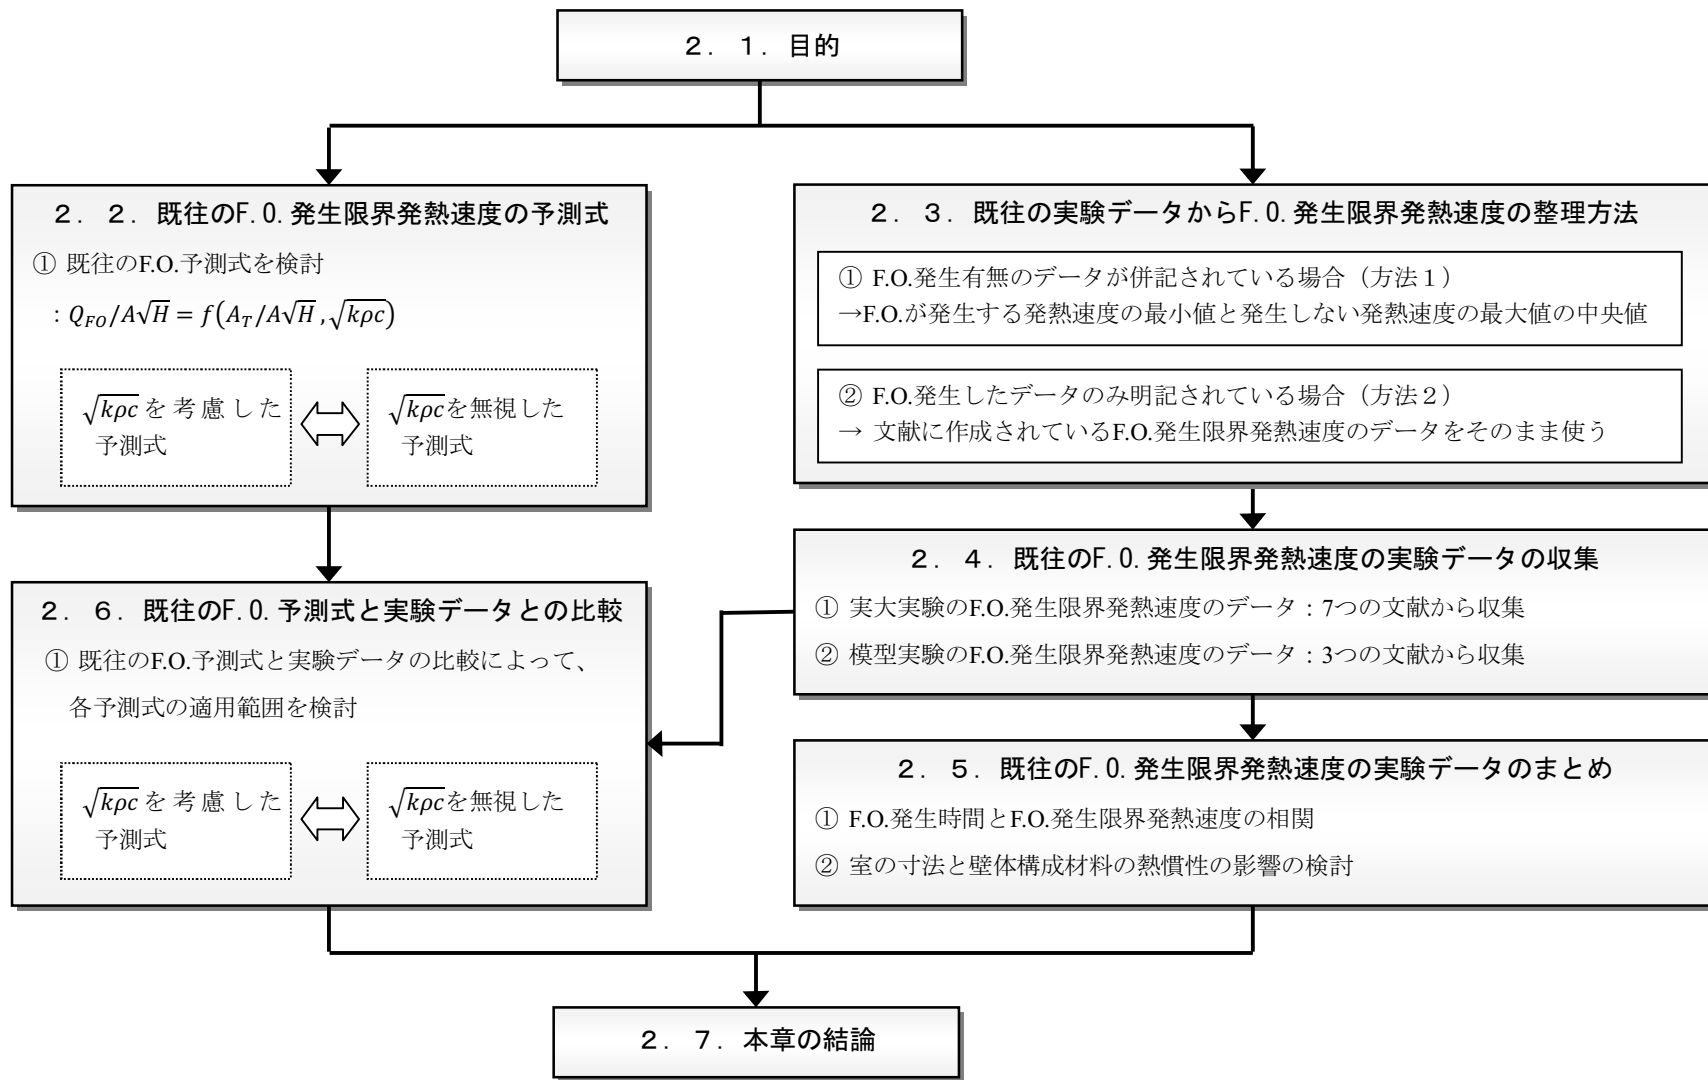 2. 1. 目的
2. 2. 既往のF.O.発生限界発熱速度の予測式
① 既往のF.O.予測式を検討
: $Q_{FO}/A\sqrt{H} = f(A_T/A\sqrt{H}, \sqrt{k\rho c})$
$\sqrt{k\rho c}$を考慮した
予測式
$\sqrt{k\rho c}$を無視した
予測式
2. 3. 既往の実験データからF.O.発生限界発熱速度の整理方法
① F.O.発生有無のデータが併記されている場合（方法１）
→F.O.が発生する発熱速度の最小値と発生しない発熱速度の最大値の中央値
② F.O.発生したデータのみ明記されている場合（方法２）
→ 文献に作成されているF.O.発生限界発熱速度のデータをそのまま使う
2. 4. 既往のF.O.発生限界発熱速度の実験データの収集
① 実大実験のF.O.発生限界発熱速度のデータ：7つの文献から収集
② 模型実験のF.O.発生限界発熱速度のデータ：3つの文献から収集
2. 5. 既往のF.O.発生限界発熱速度の実験データのまとめ
① F.O.発生時間とF.O.発生限界発熱速度の相関
② 室の寸法と壁体構成材料の熱慣性の影響の検討
2. 6. 既往のF.O.予測式と実験データとの比較
① 既往のF.O.予測式と実験データの比較によって、
各予測式の適用範囲を検討
$\sqrt{k\rho c}$を考慮した
予測式
$\sqrt{k\rho c}$を無視した
予測式
2. 7. 本章の結論